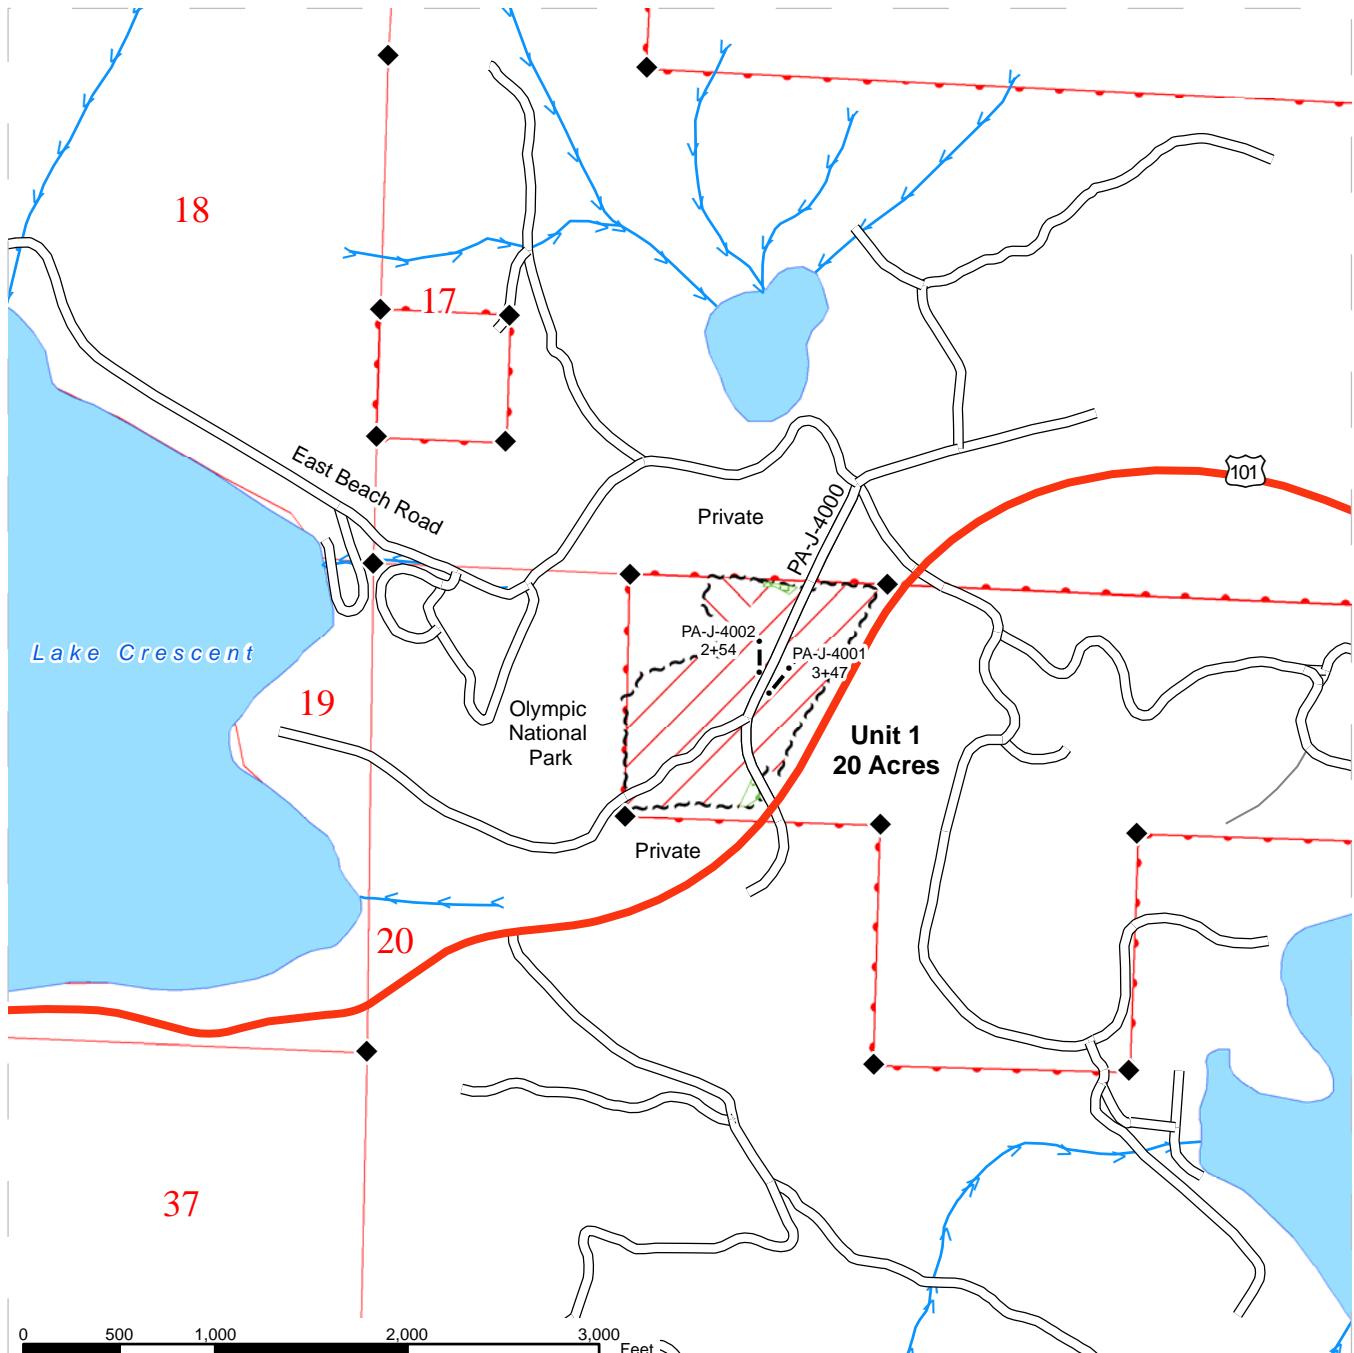 18
17
East Beach Road
101
Private
PA-J-4000
PA-J-4002
2+54
PA-J-4001
3+47
Lake Crescent
19
Olympic
National
Park
Unit 1
20 Acres
Private
20
37
0 500 1,000 2,000 3,000
Feet